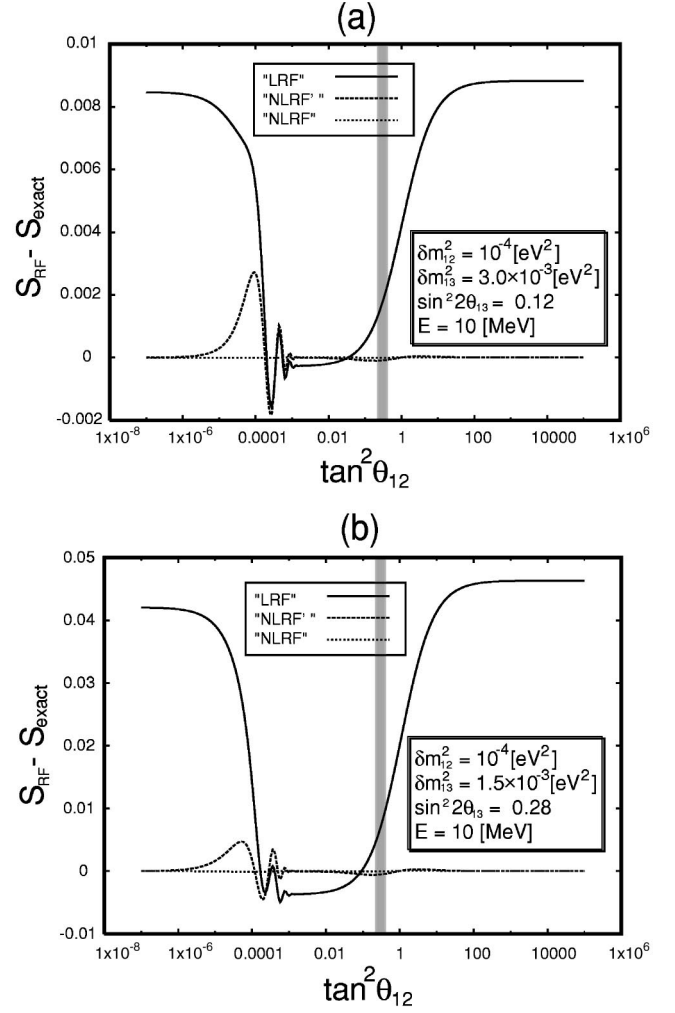 (a)
0.01
0.008
0.006
0.004
0.002
0
-0.002
S_RF - S_exact
"LRF"
"NLRF' "
"NLRF"
δm²₁₂ = 10⁻⁴[eV²]
δm²₁₃ = 3.0×10⁻³[eV²]
sin²2θ₁₃ = 0.12
E = 10 [MeV]
1x10⁻⁸ 1x10⁻⁶ 0.0001 0.01 1 100 10000 1x10⁶
tan²θ₁₂
(b)
0.05
0.04
0.03
0.02
0.01
0
-0.01
S_RF - S_exact
"LRF"
"NLRF' "
"NLRF"
δm²₁₂ = 10⁻⁴[eV²]
δm²₁₃ = 1.5×10⁻³[eV²]
sin²2θ₁₃ = 0.28
E = 10 [MeV]
1x10⁻⁸ 1x10⁻⁶ 0.0001 0.01 1 100 10000 1x10⁶
tan²θ₁₂